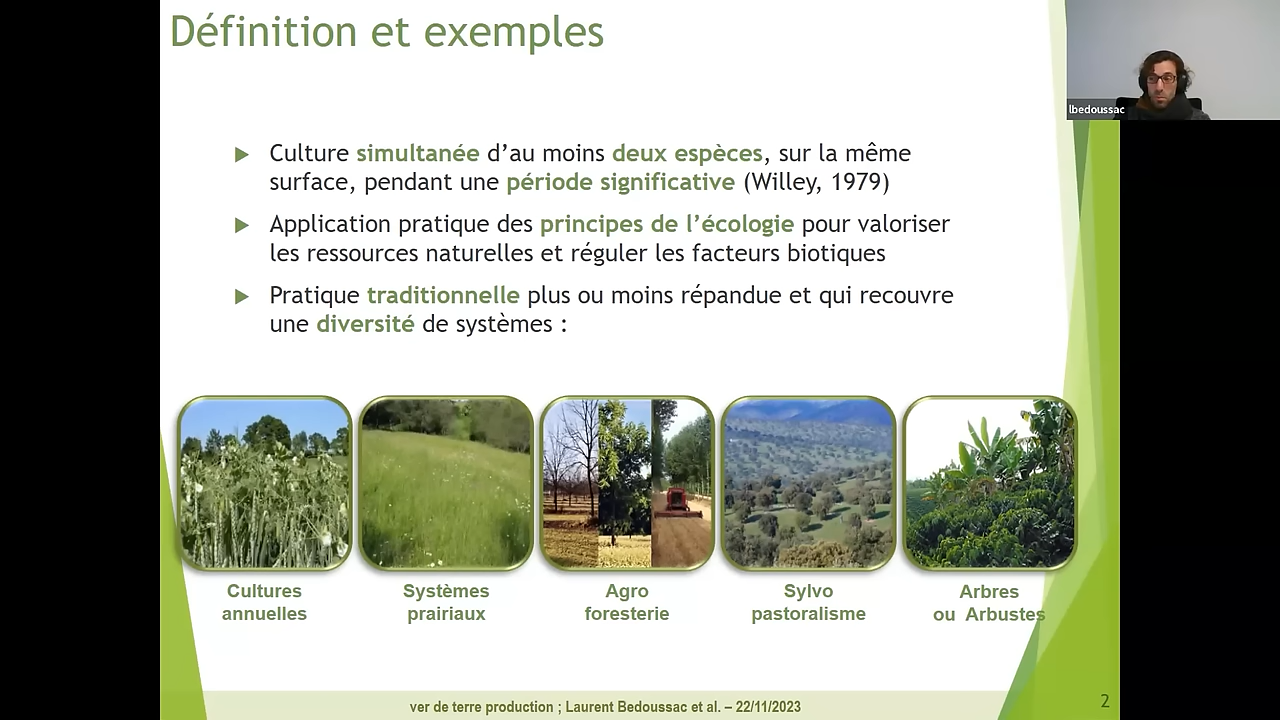 Définition et exemples
lbedoussac
Culture simultanée d'au moins deux espèces, sur la même
surface, pendant une période significative (Willey, 1979)
Application pratique des principes de l'écologie pour valoriser
les ressources naturelles et réguler les facteurs biotiques
Pratique traditionnelle plus ou moins répandue et qui recouvre
une diversité de systèmes :
Cultures
annuelles
Systèmes
prairiaux
Agro
foresterie
Sylvo
pastoralisme
Arbres
ou Arbustes
ver de terre production ; Laurent Bedoussac et al. – 22/11/2023
2